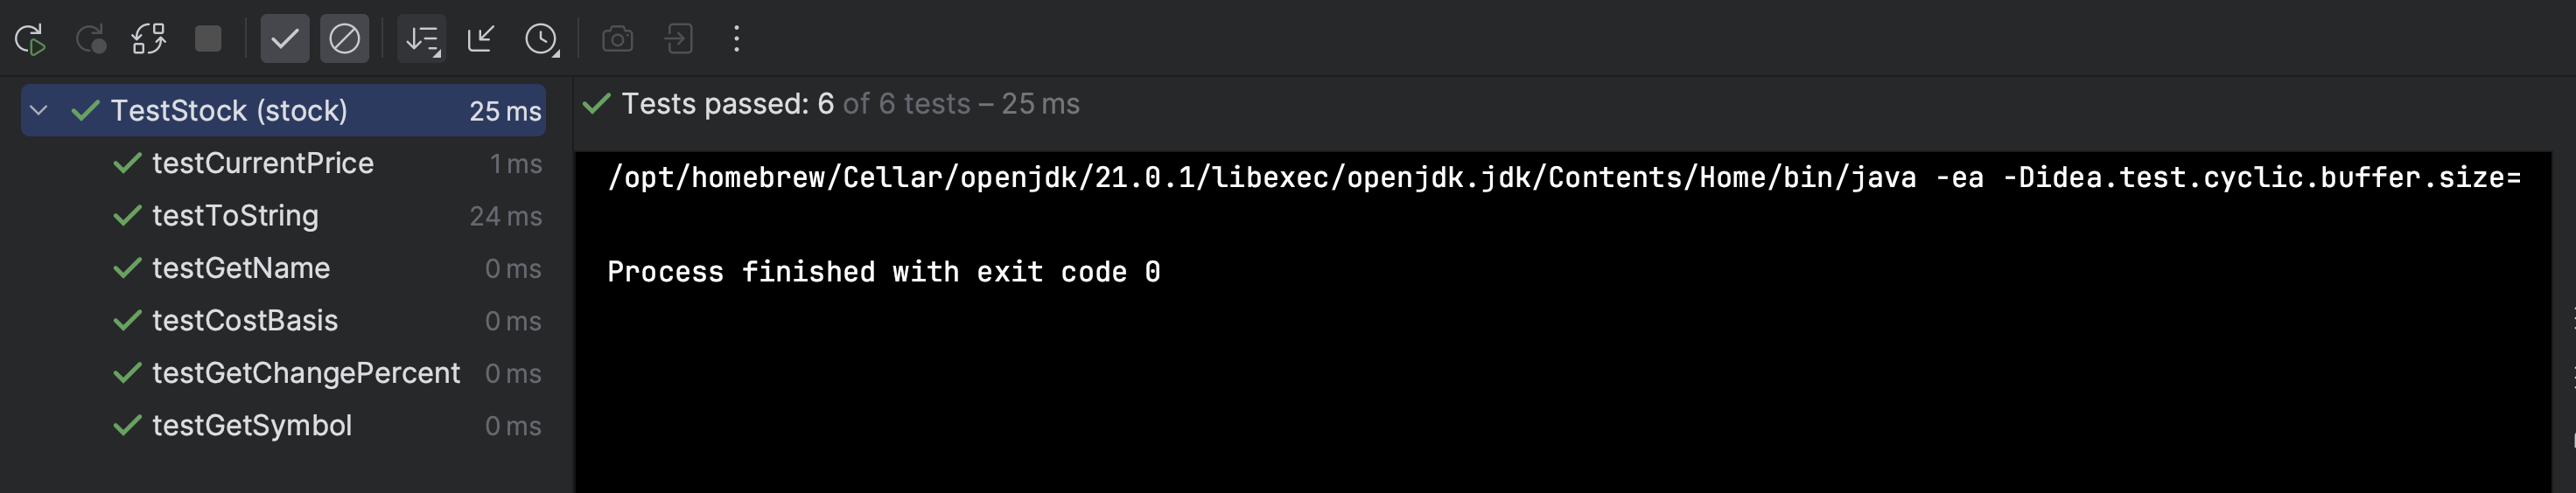 TestStock (stock) 25 ms
testCurrentPrice 1 ms
testToString 24 ms
testGetName 0 ms
testCostBasis 0 ms
testGetChangePercent 0 ms
testGetSymbol 0 ms
Tests passed: 6 of 6 tests – 25 ms
/opt/homebrew/Cellar/openjdk/21.0.1/libexec/openjdk.jdk/Contents/Home/bin/java -ea -Didea.test.cyclic.buffer.size=
Process finished with exit code 0